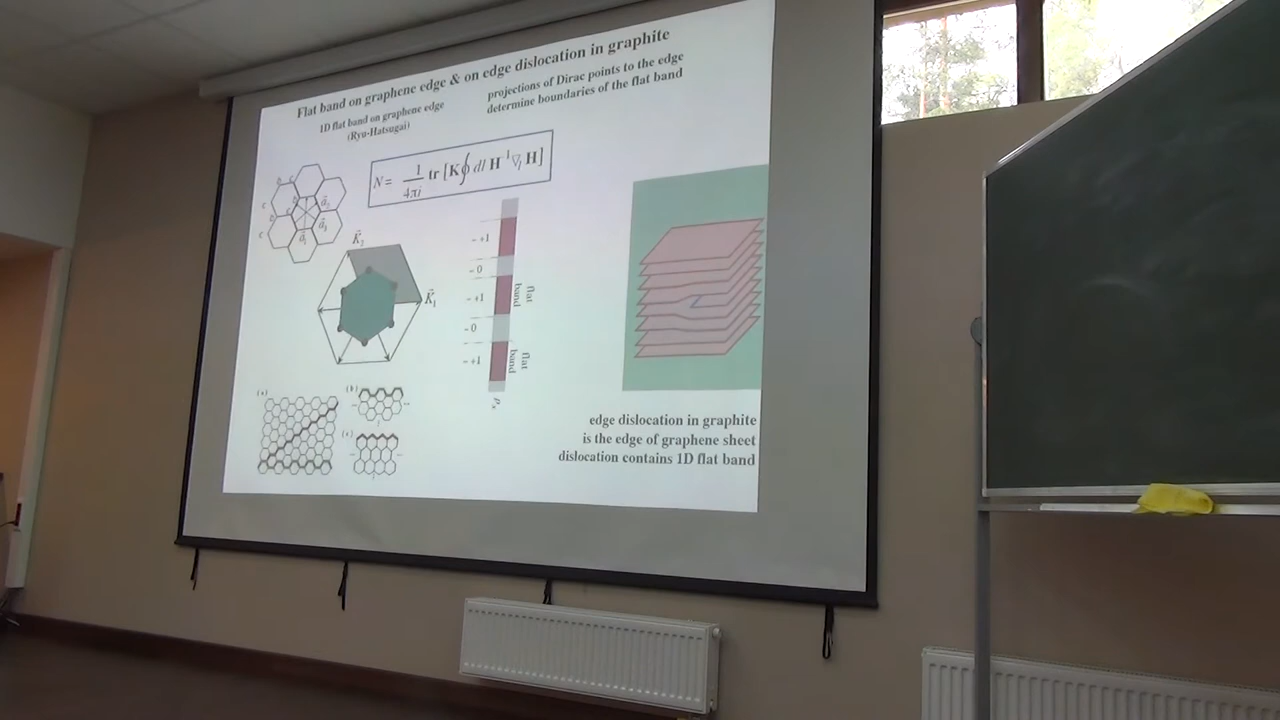 Flat band on graphene edge & on edge dislocation in graphite
1D flat band on graphene edge
(Ryu-Hatsugai)
projections of Dirac points to the edge
determine boundaries of the flat band
N = 1/4πi tr [K∮ dl H⁻¹∇ₗ H]
K₂
K₁
+1
0
+1
0
+1
flat
band
flat
band
(a)
(b)
(c)
edge dislocation in graphite
is the edge of graphene sheet
dislocation contains 1D flat band